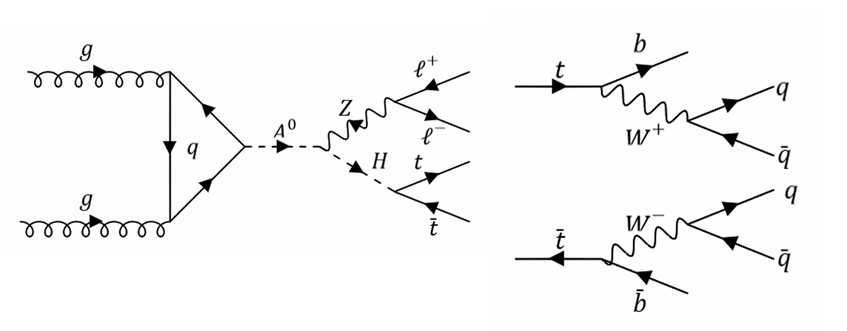 g
q
g
A⁰
Z
H
ℓ⁺
ℓ⁻
t
t̄
t
b
W⁺
q
q̄
t̄
W⁻
b̄
q
q̄